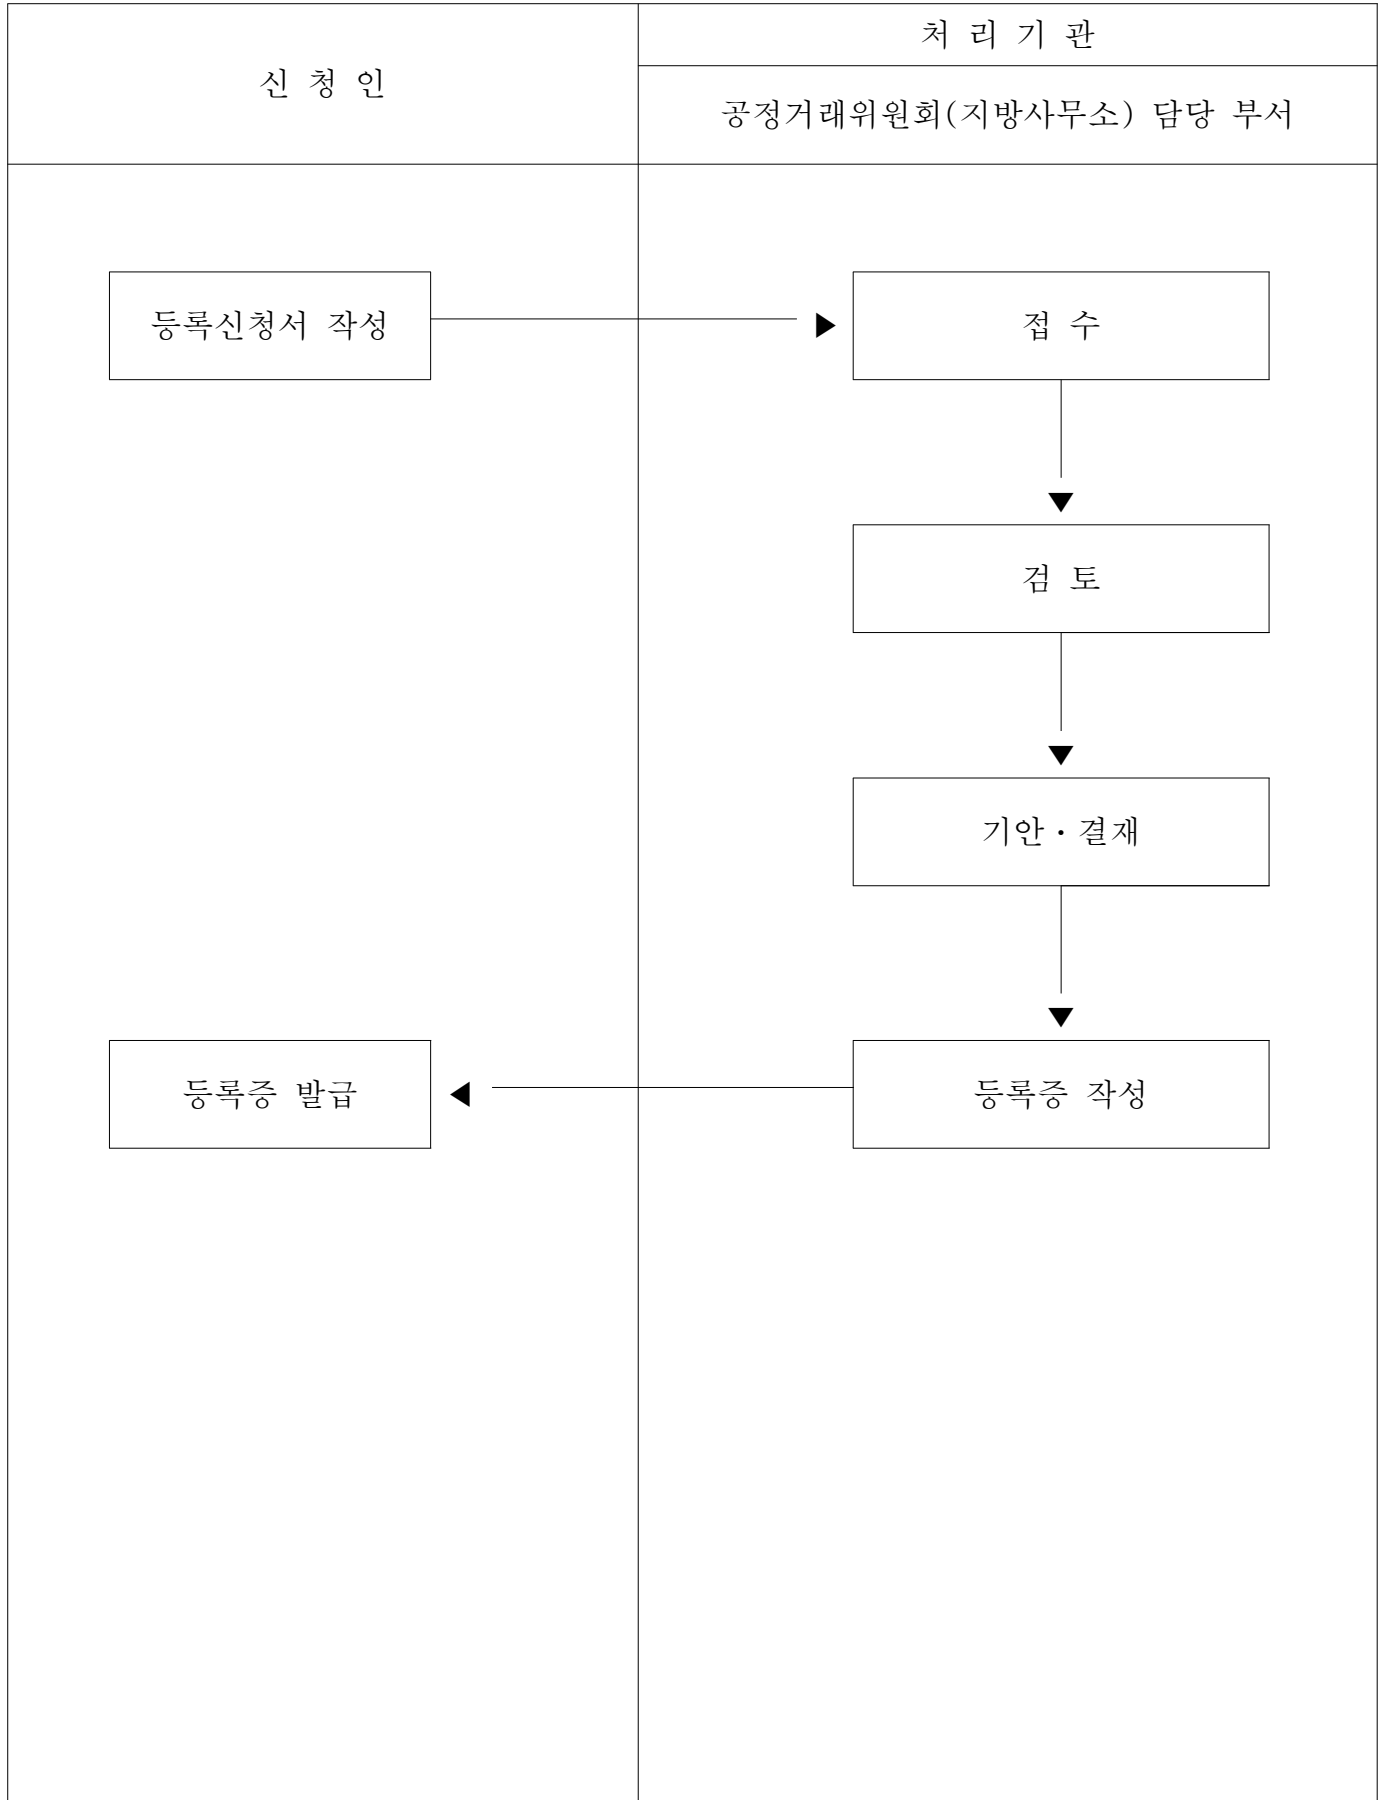 신 청 인
처 리 기 관
공정거래위원회(지방사무소) 담당 부서
등록신청서 작성
접 수
검 토
기안·결재
등록증 발급
등록증 작성